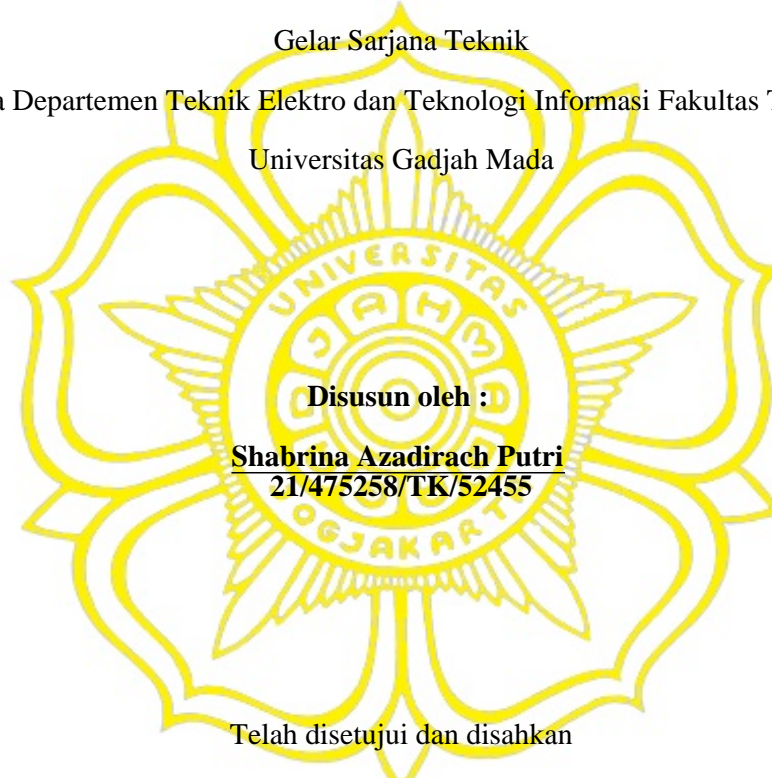 Gelar Sarjana Teknik
Departemen Teknik Elektro dan Teknologi Informasi Fakultas
Universitas Gadjah Mada
UNIVERSITAS
Disusun oleh :
Shabrina Azadirach Putri
21/475258/TK/52455
Telah disetujui dan disahkan